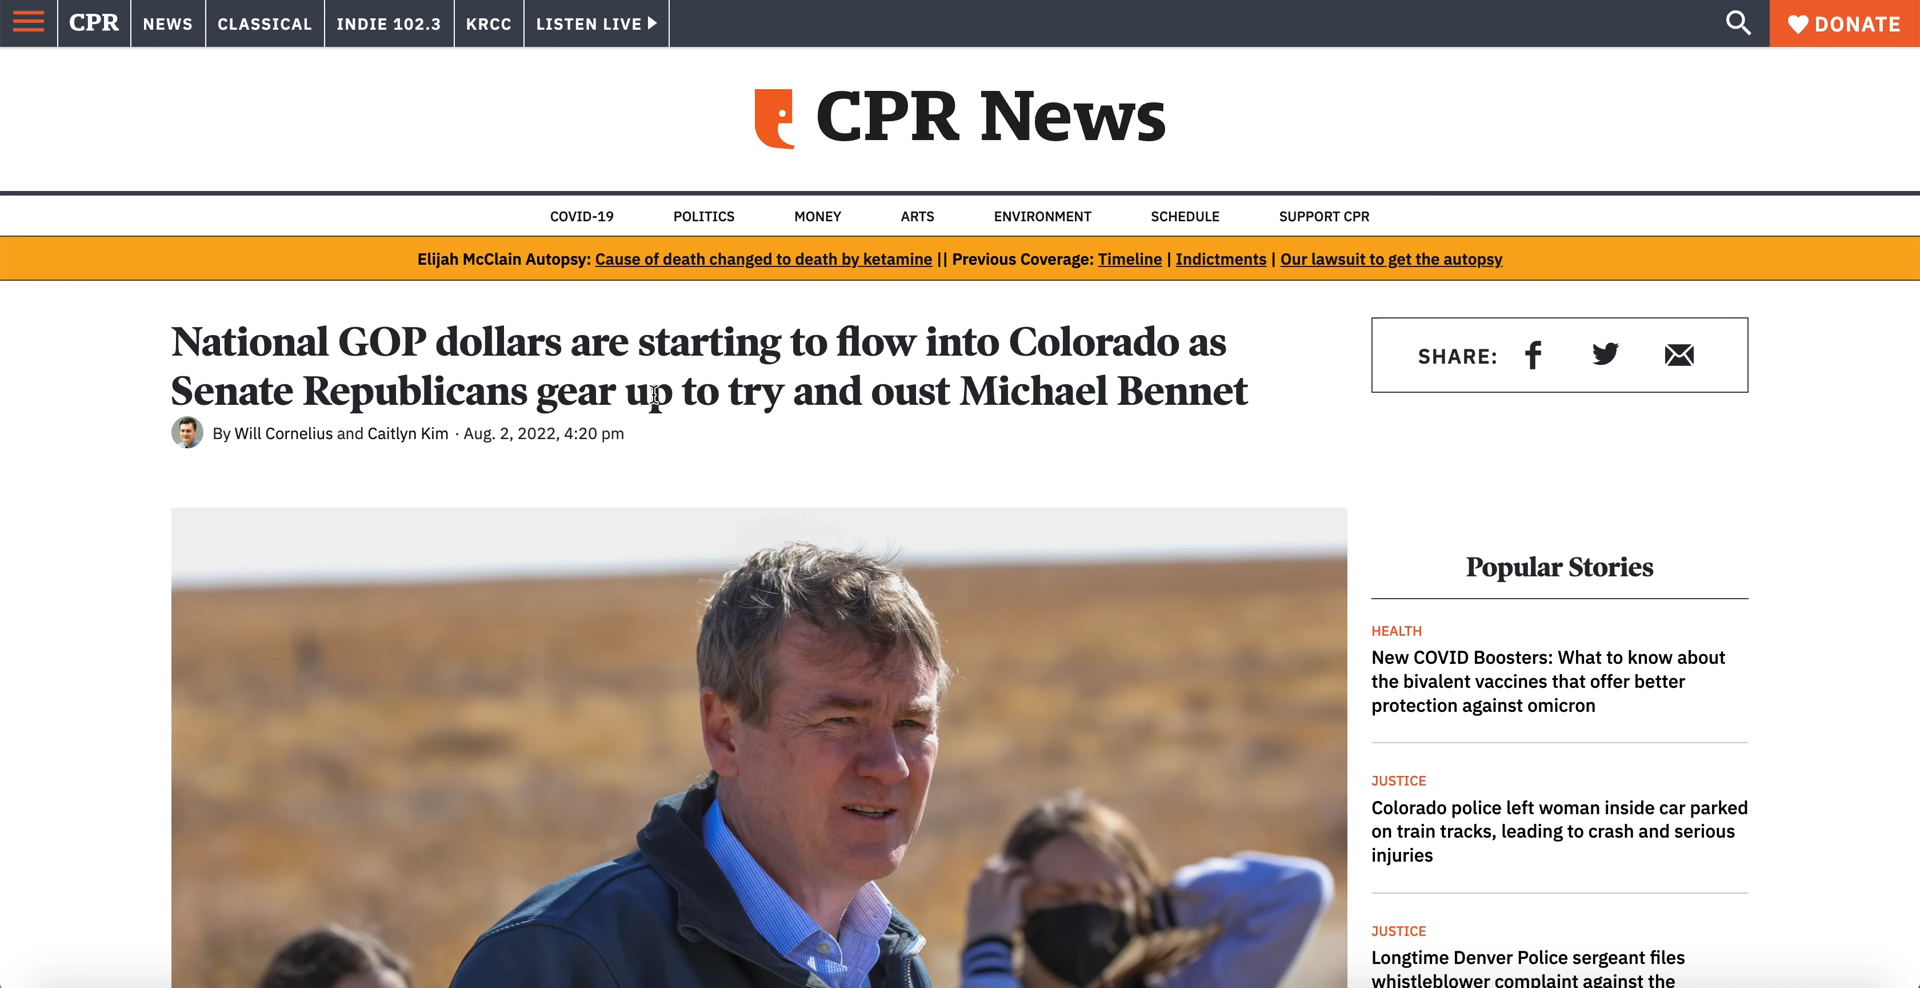 CPR NEWS CLASSICAL INDIE 102.3 KRCC LISTEN LIVE DONATE
CPR News
COVID-19 POLITICS MONEY ARTS ENVIRONMENT SCHEDULE SUPPORT CPR
Elijah McClain Autopsy: Cause of death changed to death by ketamine || Previous Coverage: Timeline | Indictments | Our lawsuit to get the autopsy
National GOP dollars are starting to flow into Colorado as
Senate Republicans gear up to try and oust Michael Bennet
By Will Cornelius and Caitlyn Kim · Aug. 2, 2022, 4:20 pm
SHARE:
Popular Stories
HEALTH
New COVID Boosters: What to know about
the bivalent vaccines that offer better
protection against omicron
JUSTICE
Colorado police left woman inside car parked
on train tracks, leading to crash and serious
injuries
JUSTICE
Longtime Denver Police sergeant files
whistleblower complaint against the